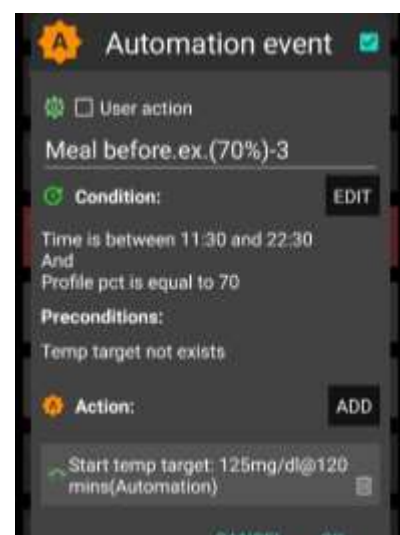 A Automation event
User action
Meal before.ex.(70%)-3
Condition: EDIT
Time is between 11:30 and 22:30
And
Profile pct is equal to 70
Preconditions:
Temp target not exists
Action: ADD
Start temp target: 125mg/dl@120
mins(Automation)